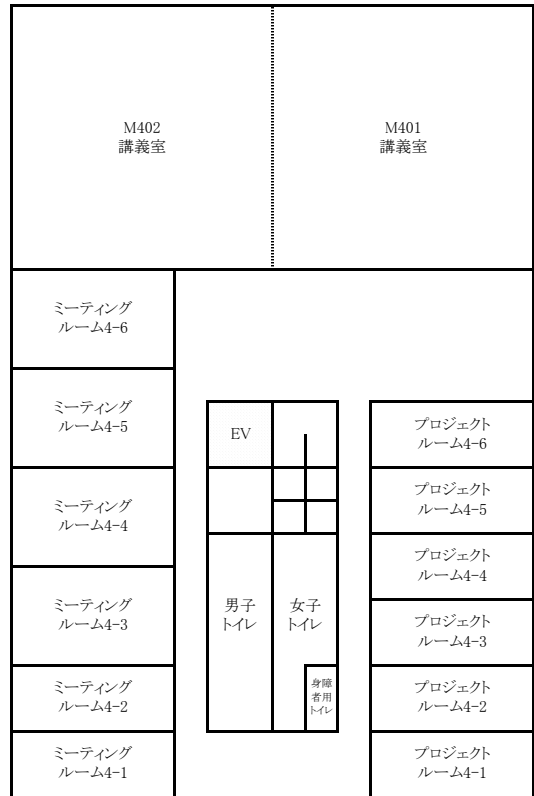 M402
講義室
M401
講義室
ミーティング
ルーム4-6
ミーティング
ルーム4-5
EV
プロジェクト
ルーム4-6
ミーティング
ルーム4-4
プロジェクト
ルーム4-5
プロジェクト
ルーム4-4
ミーティング
ルーム4-3
男子
トイレ
女子
トイレ
プロジェクト
ルーム4-3
ミーティング
ルーム4-2
身障
者用
トイレ
プロジェクト
ルーム4-2
ミーティング
ルーム4-1
プロジェクト
ルーム4-1